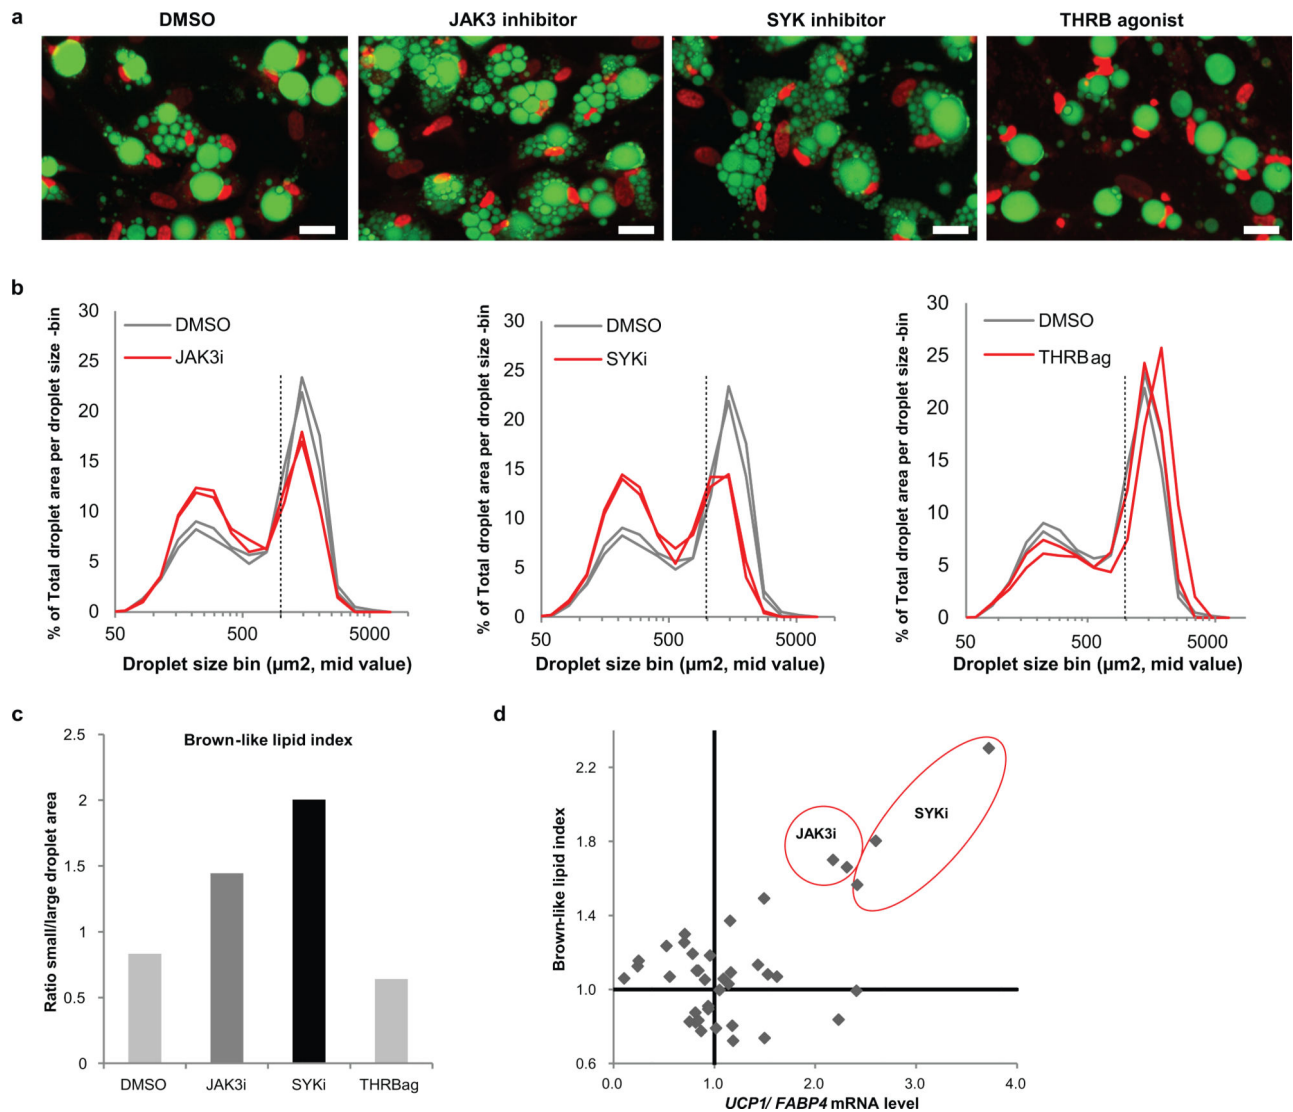 a
DMSO
JAK3 inhibitor
SYK inhibitor
THRB agonist
b
% of Total droplet area per droplet size -bin
30
25
20
15
10
5
0
50
500
5000
DMSO
JAK3i
Droplet size bin (µm2, mid value)
% of Total droplet area per droplet size -bin
30
25
20
15
10
5
0
50
500
5000
DMSO
SYKi
Droplet size bin (µm2, mid value)
% of Total droplet area per droplet size -bin
30
25
20
15
10
5
0
50
500
5000
DMSO
THRBag
Droplet size bin (µm2, mid value)
c
Brown-like lipid index
Ratio small/large droplet area
2.5
2
1.5
1
0.5
0
DMSO
JAK3i
SYKi
THRBag
d
Brown-like lipid index
2.2
1.8
1.4
1.0
0.6
JAK3i
SYKi
0.0
1.0
2.0
3.0
4.0
UCP1/ FABP4 mRNA level